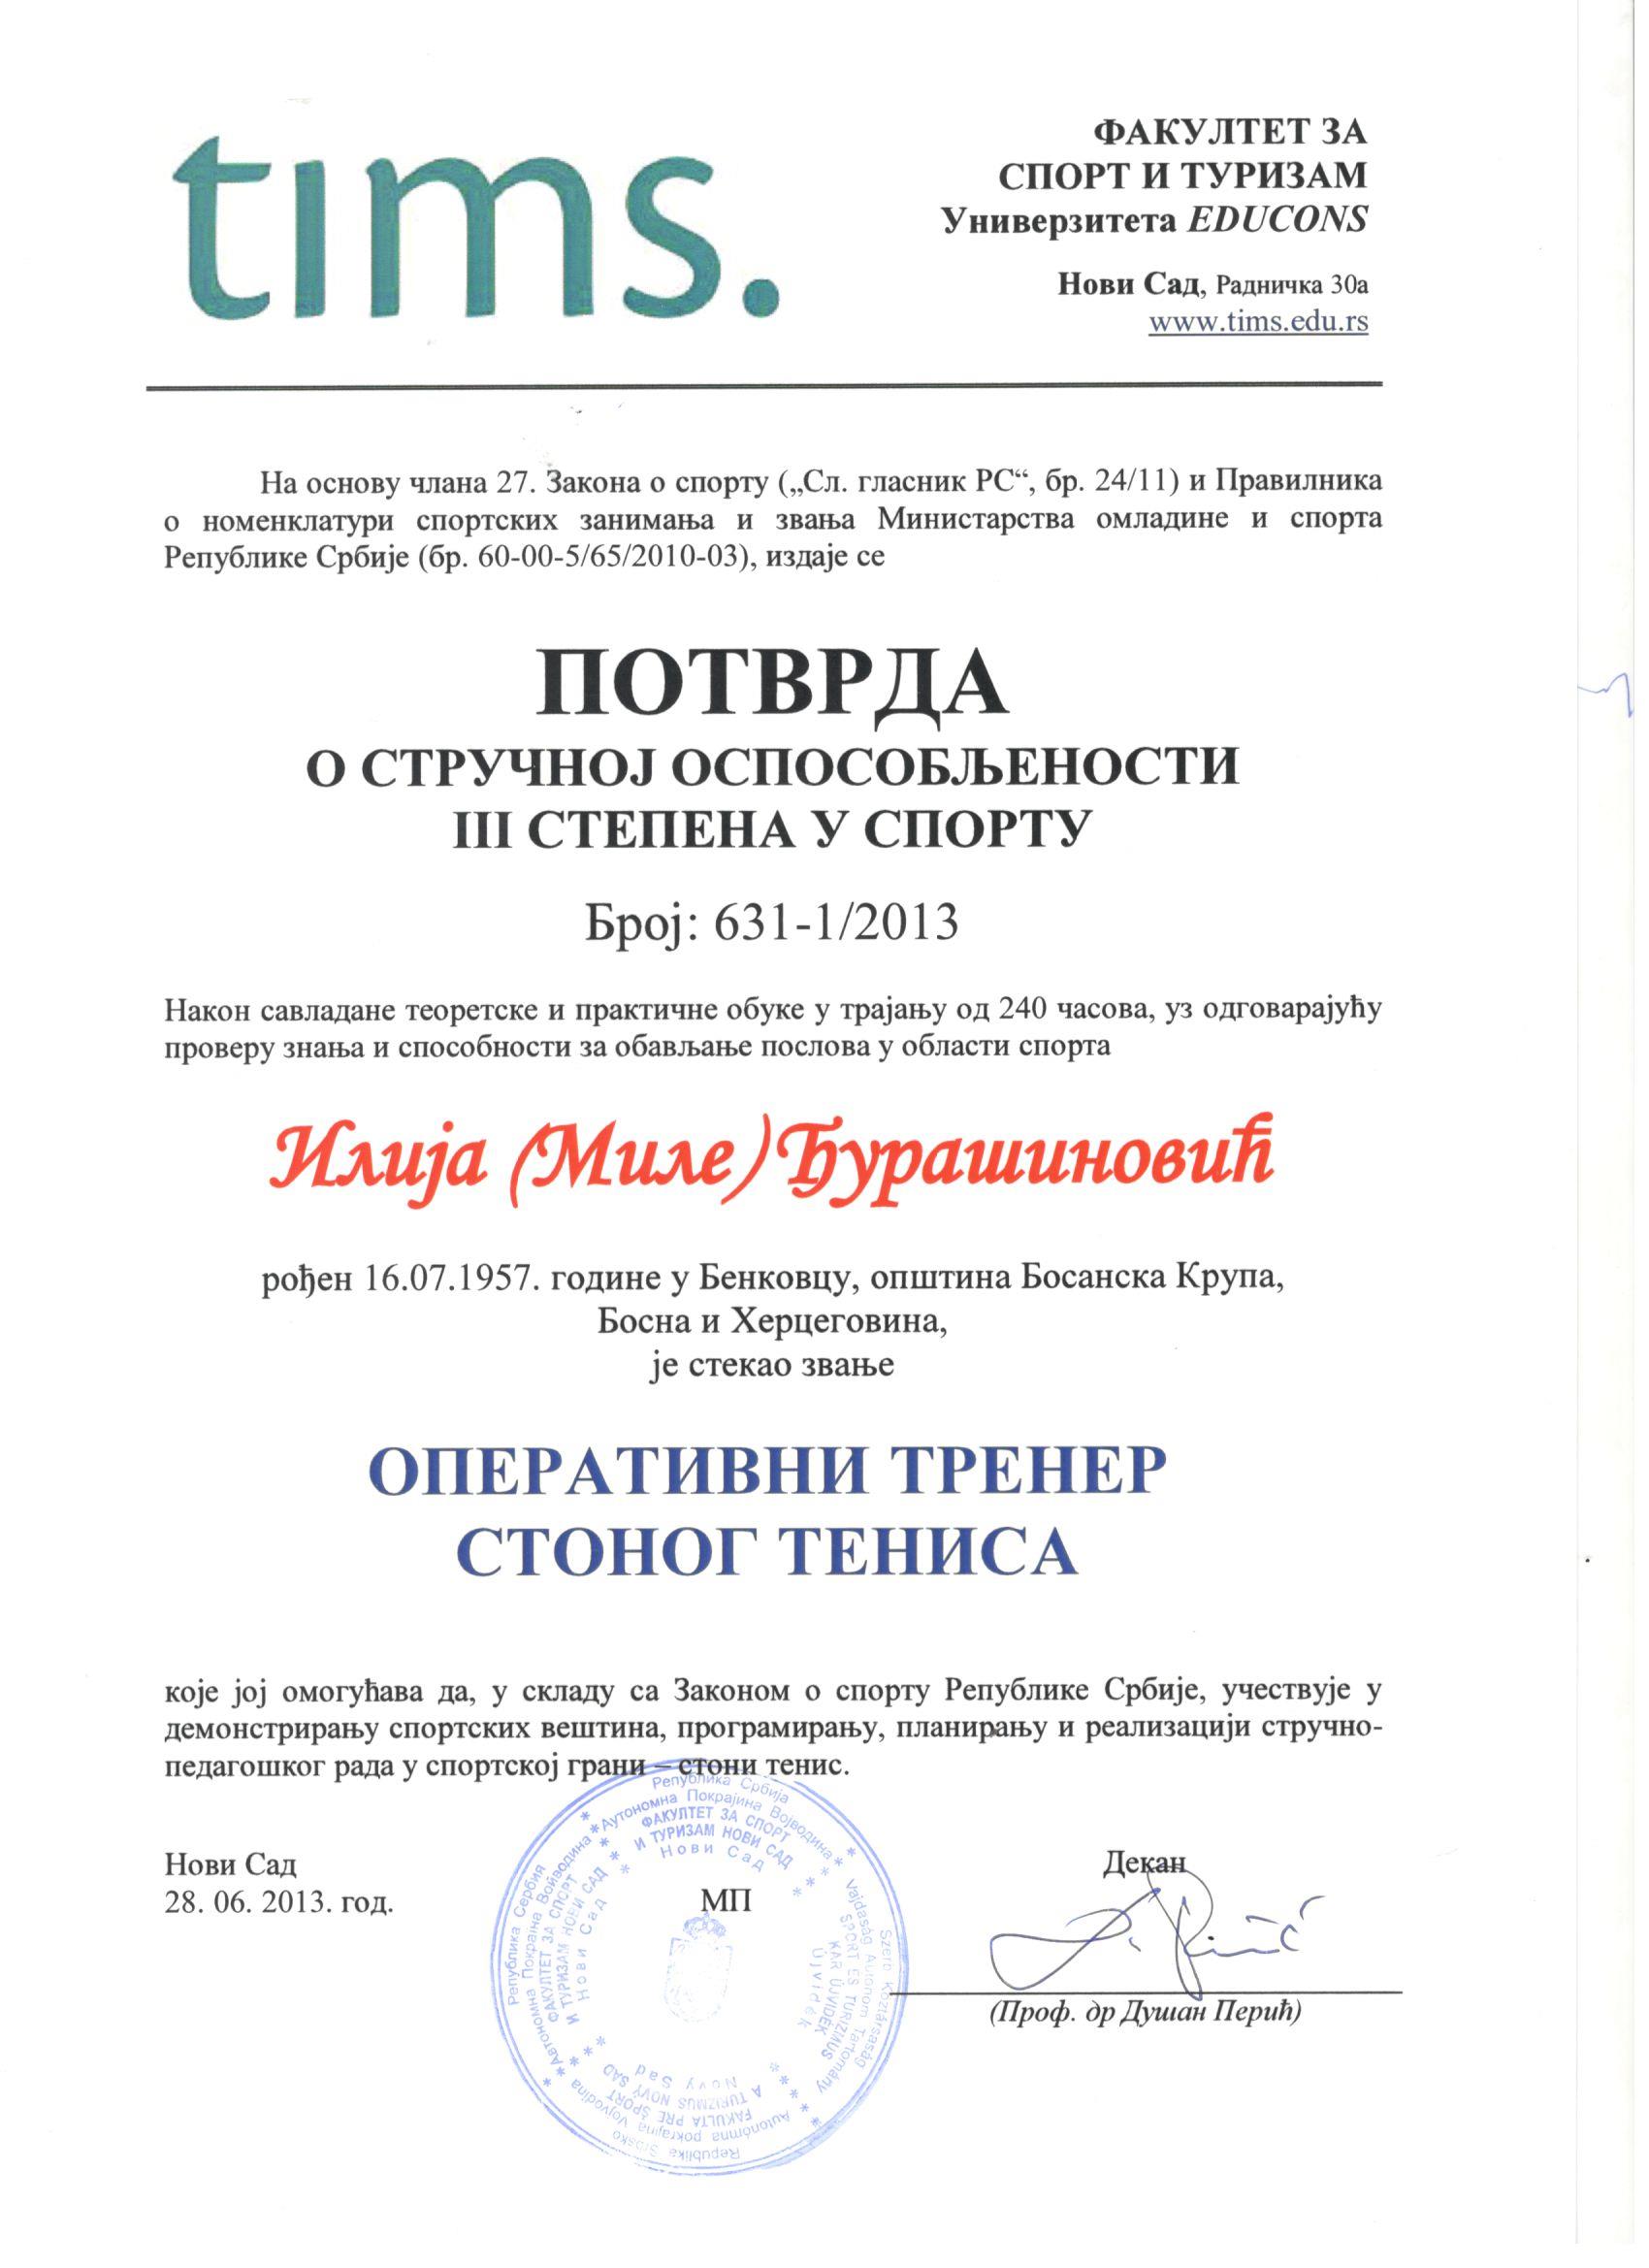 tims.
ФАКУЛТЕТ ЗА
СПОРТ И ТУРИЗАМ
Универзитета EDUCONS
Нови Сад, Радничка 30а
www.tims.edu.rs
На основу члана 27. Закона о спорту („Сл. гласник РС“, бр. 24/11) и Правилника
о номенклатури спортских занимања и звања Министарства омладине и спорта
Републике Србије (бр. 60-00-5/65/2010-03), издаје се
ПОТВРДА
О СТРУЧНОЈ ОСПОСОБЉЕНОСТИ
III СТЕПЕНА У СПОРТУ
Број: 631-1/2013
Након савладане теоретске и практичне обуке у трајању од 240 часова, уз одговарајућу
проверу знања и способности за обављање послова у области спорта
Илија (Миле) Ђурашиновић
рођен 16.07.1957. године у Бенковцу, општина Босанска Крупа,
Босна и Херцеговина,
је стекао звање
ОПЕРАТИВНИ ТРЕНЕР
СТОНОГ ТЕНИСА
које јој омогућава да, у складу са Законом о спорту Републике Србије, учествује у
демонстрирању спортских вештина, програмирању, планирању и реализацији стручно-
педагошког рада у спортској грани – стони тенис.
Нови Сад
28. 06. 2013. год.
МП
Декан
(Проф. др Душан Перић)
Република Србија
Аутономна Покрајина Војводина
ФАКУЛТЕТ ЗА СПОРТ
И ТУРИЗАМ НОВИ САД
Нови Сад
Vajdaság Autonom Tartomány
SPORT ÉS TURIZMUS
KAR ÚJVIDÉK
Újvidék
Republika Srbsko
Autonómna pokrajina Vojvodina
FAKULTA PRE ŠPORT
A TURIZMUS NOVÝ SAD
Nový Sad
Република Сербия
Автономна Покраїна Войводина
ФАКУЛТЕТ ЗА СПОРТ
И ТУРИЗАМ НОВИ САД
Нови Сад